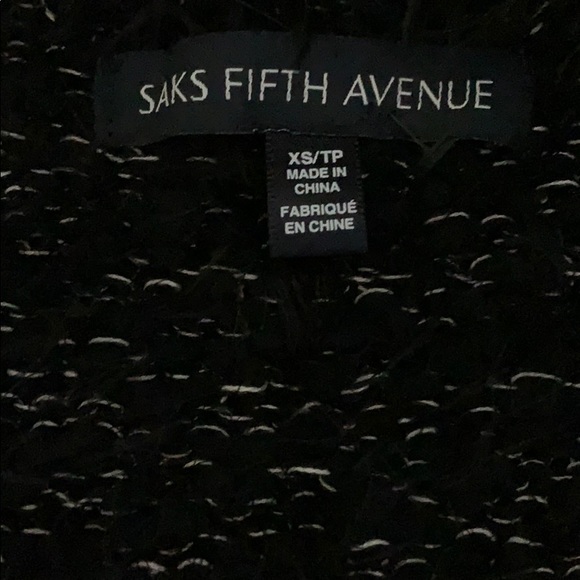 SAKS FIFTH AVENUE
XS/TP
MADE IN
CHINA
FABRIQUÉ
EN CHINE